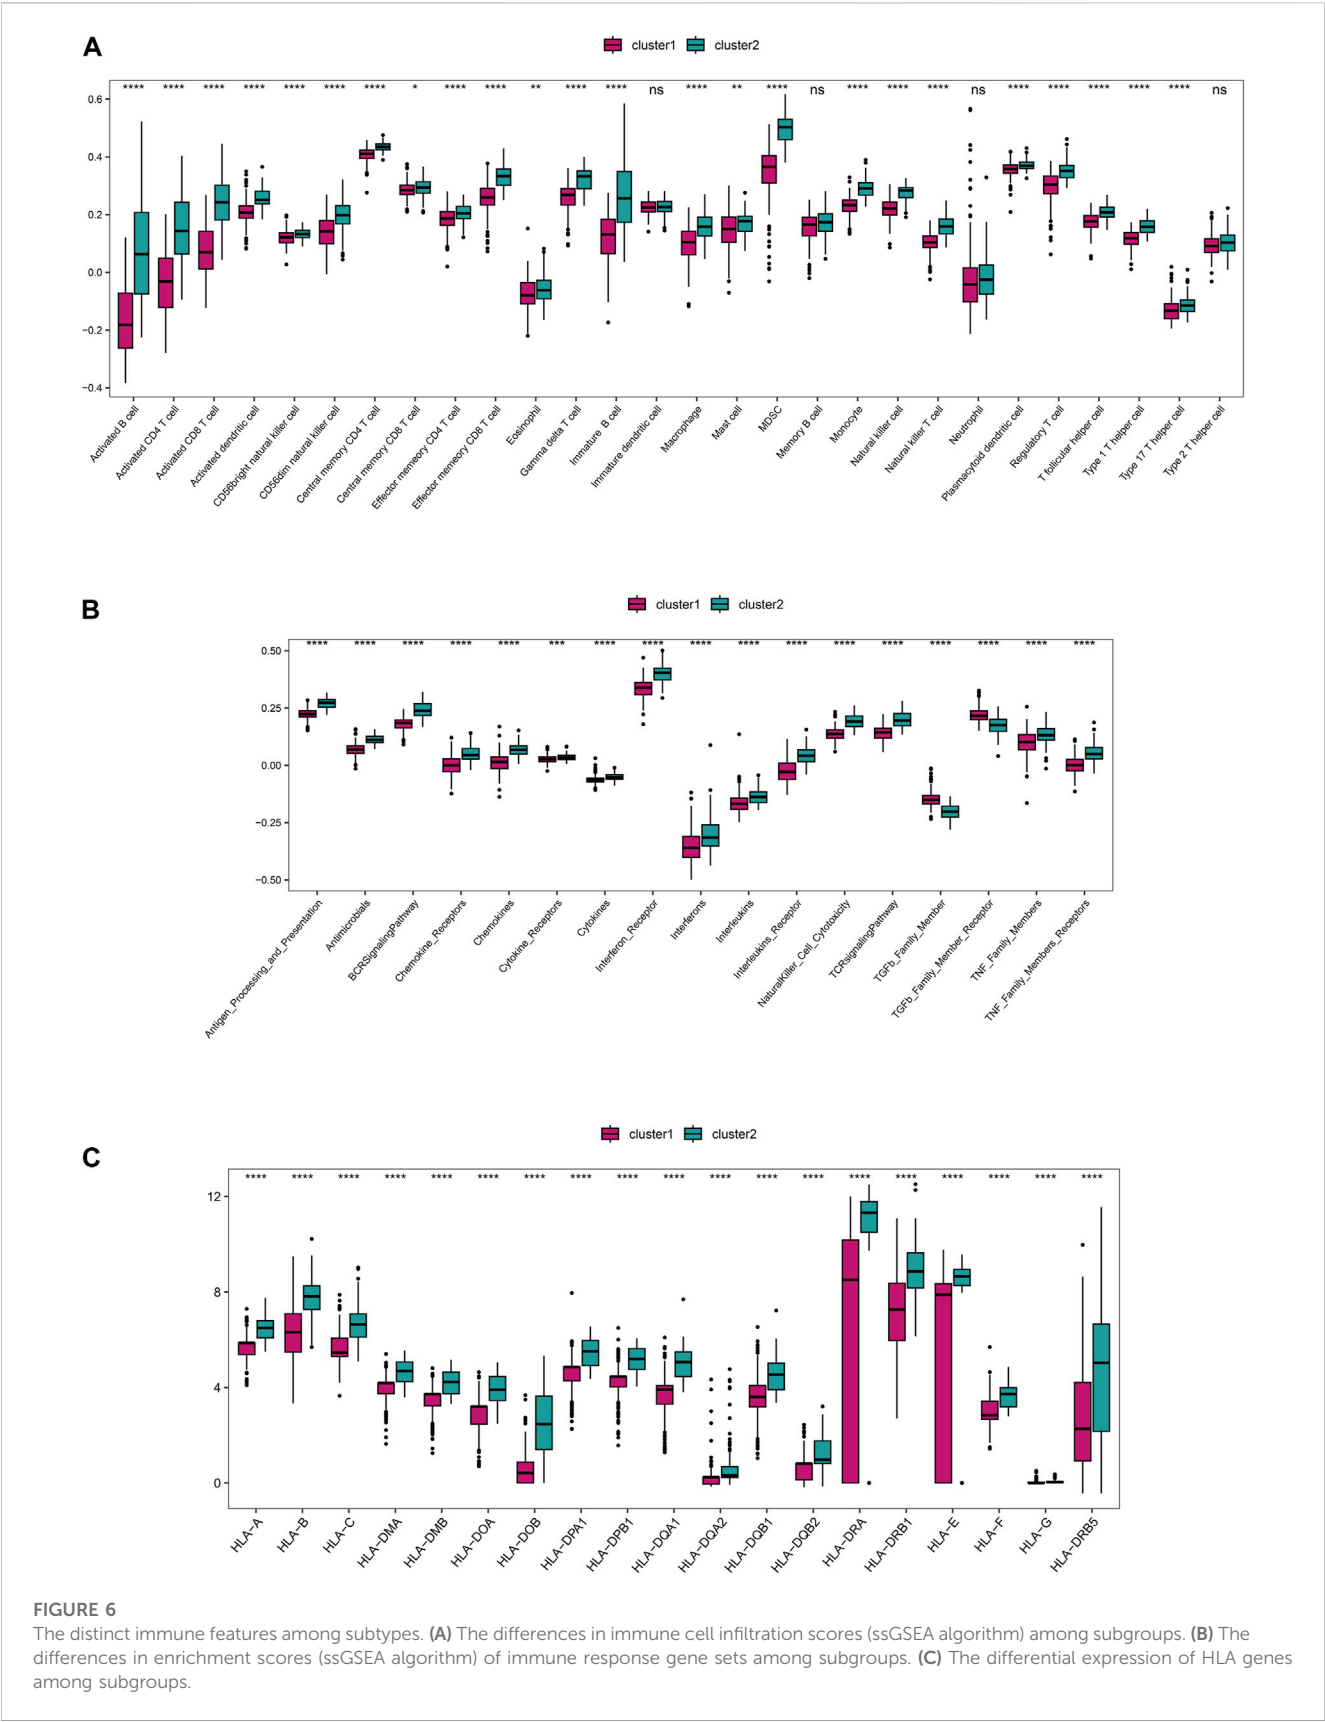 A
cluster1 cluster2
**** **** **** **** **** **** **** * **** **** ** **** **** ns **** ** **** ns **** **** **** ns **** **** **** **** **** ns
0.6
0.4
0.2
0.0
−0.2
−0.4
Activated B cell
Activated CD4 T cell
Activated CD8 T cell
Activated dendritic cell
CD56bright natural killer cell
CD56dim natural killer cell
Central memory CD4 T cell
Central memory CD8 T cell
Effector memeory CD4 T cell
Effector memeory CD8 T cell
Eosinophil
Gamma delta T cell
Immature B cell
Immature dendritic cell
Macrophage
Mast cell
MDSC
Memory B cell
Monocyte
Natural killer cell
Natural killer T cell
Neutrophil
Plasmacytoid dendritic cell
Regulatory T cell
T follicular helper cell
Type 1 T helper cell
Type 17 T helper cell
Type 2 T helper cell
B
cluster1 cluster2
**** **** **** **** **** *** **** **** **** **** **** **** **** **** **** **** ****
0.50
0.25
0.00
−0.25
−0.50
Antigen_Processing_and_Presentation
Antimicrobials
BCRSignalingPathway
Chemokine_Receptors
Chemokines
Cytokine_Receptors
Cytokines
Interferon_Receptor
Interferons
Interleukins
Interleukins_Receptor
NaturalKiller_Cell_Cytotoxicity
TCRsignalingPathway
TGFb_Family_Member
TGFb_Family_Member_Receptor
TNF_Family_Members
TNF_Family_Members_Receptors
C
cluster1 cluster2
**** **** **** **** **** **** **** **** **** **** **** **** **** **** **** **** **** **** ****
12
8
4
0
HLA−A
HLA−B
HLA−C
HLA−DMA
HLA−DMB
HLA−DOA
HLA−DOB
HLA−DPA1
HLA−DPB1
HLA−DQA1
HLA−DQA2
HLA−DQB1
HLA−DQB2
HLA−DRA
HLA−DRB1
HLA−E
HLA−F
HLA−G
HLA−DRB5
FIGURE 6
The distinct immune features among subtypes. (A) The differences in immune cell infiltration scores (ssGSEA algorithm) among subgroups. (B) The
differences in enrichment scores (ssGSEA algorithm) of immune response gene sets among subgroups. (C) The differential expression of HLA genes
among subgroups.